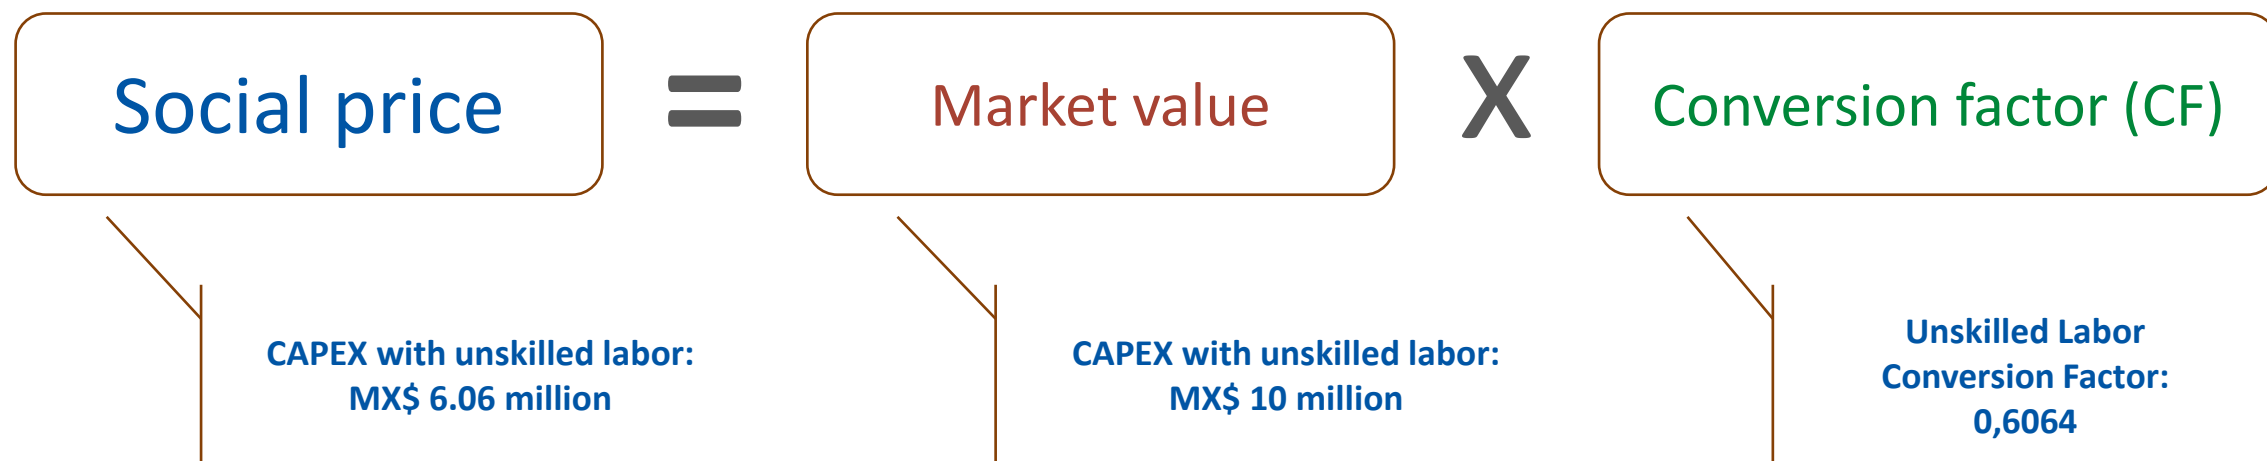 Social price
=
Market value
X
Conversion factor (CF)
CAPEX with unskilled labor:
MX$ 6.06 million
CAPEX with unskilled labor:
MX$ 10 million
Unskilled Labor
Conversion Factor:
0,6064